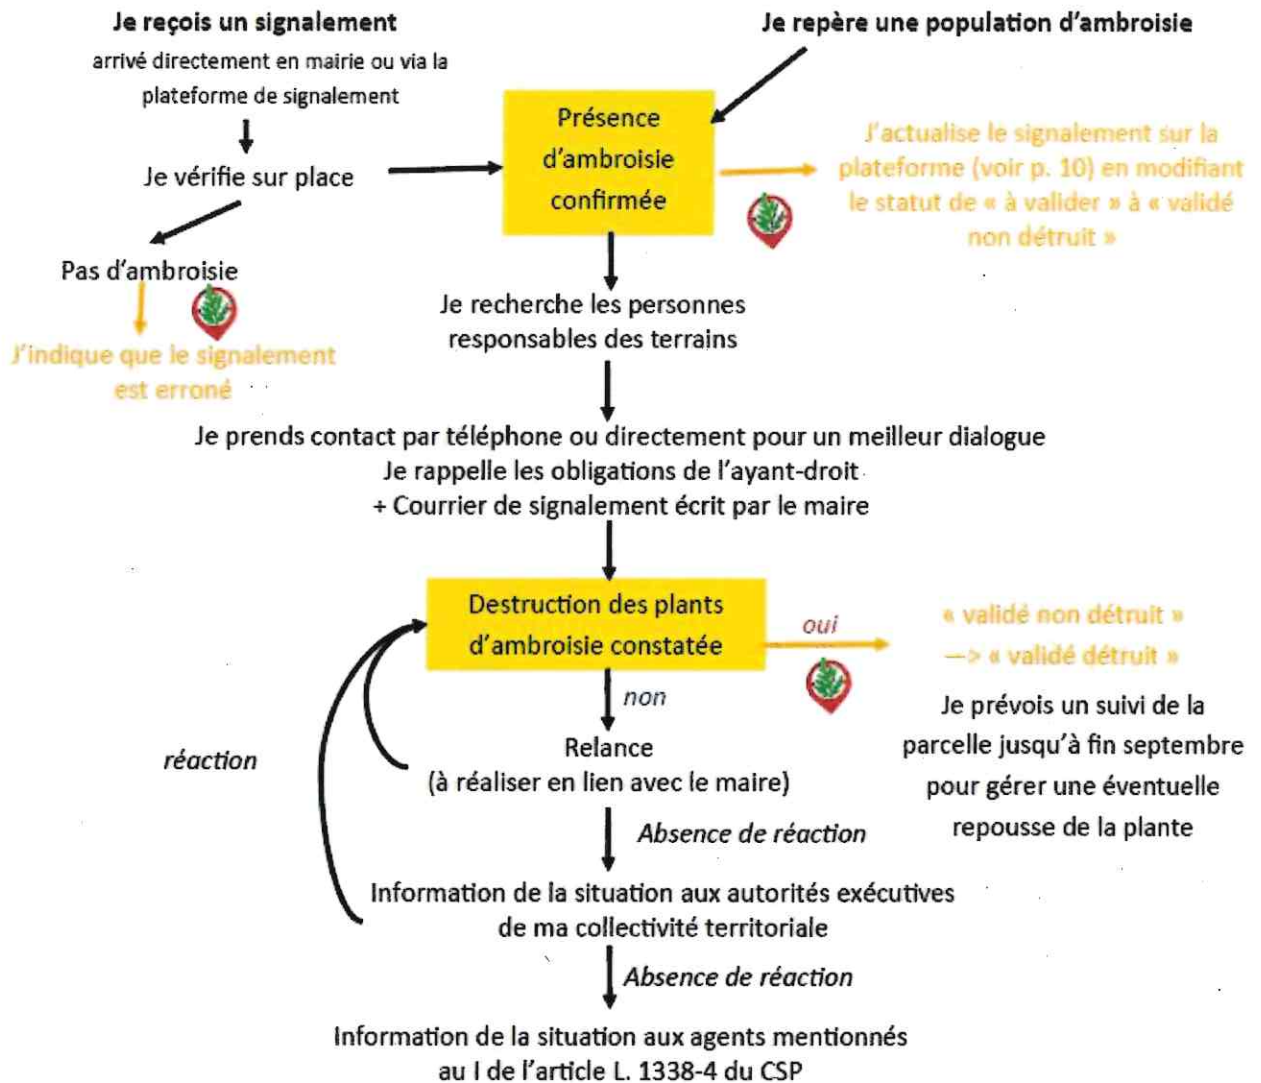 Je reçois un signalement
arrivé directement en mairie ou via la
plateforme de signalement
Je vérifie sur place
Pas d'ambroisie
J'indique que le signalement
est erroné
Je repère une population d'ambroisie
Présence
d'ambroisie
confirmée
J'actualise le signalement sur la
plateforme (voir p. 10) en modifiant
le statut de « à valider » à « validé
non détruit »
Je recherche les personnes
responsables des terrains
Je prends contact par téléphone ou directement pour un meilleur dialogue
Je rappelle les obligations de l'ayant-droit
+ Courrier de signalement écrit par le maire
Destruction des plants
d'ambroisie constatée
oui
« validé non détruit »
—> « validé détruit »
Je prévois un suivi de la
parcelle jusqu'à fin septembre
pour gérer une éventuelle
repousse de la plante
non
Relance
(à réaliser en lien avec le maire)
réaction
Absence de réaction
Information de la situation aux autorités exécutives
de ma collectivité territoriale
Absence de réaction
Information de la situation aux agents mentionnés
au I de l'article L. 1338-4 du CSP